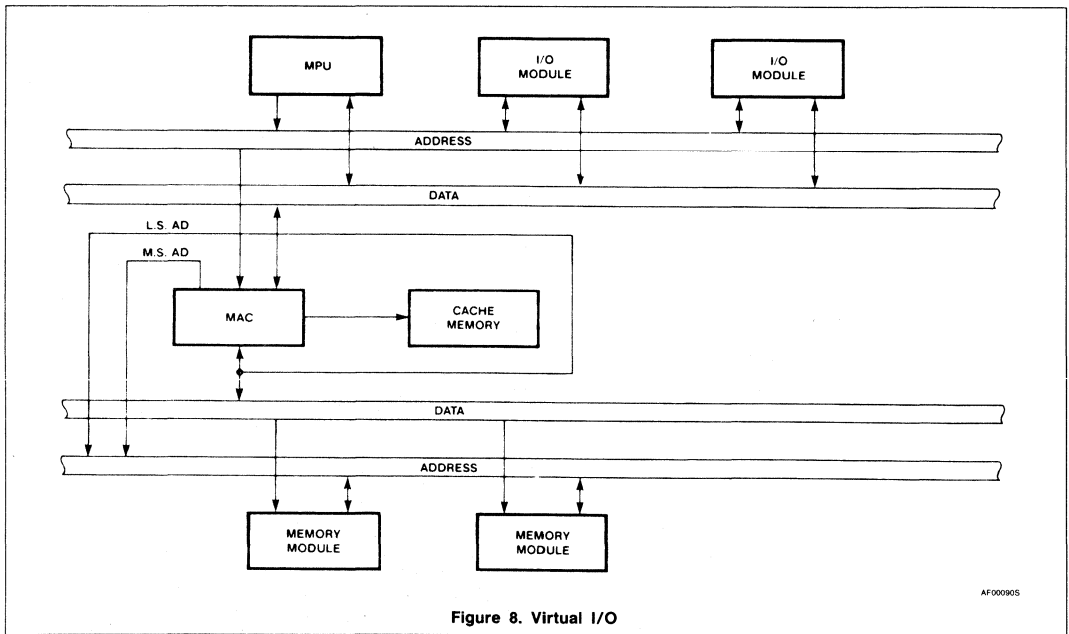 MPU
I/O
MODULE
I/O
MODULE
ADDRESS
DATA
L.S. AD
M.S. AD
MAC
CACHE
MEMORY
DATA
ADDRESS
MEMORY
MODULE
MEMORY
MODULE
AF00090S
Figure 8. Virtual I/O